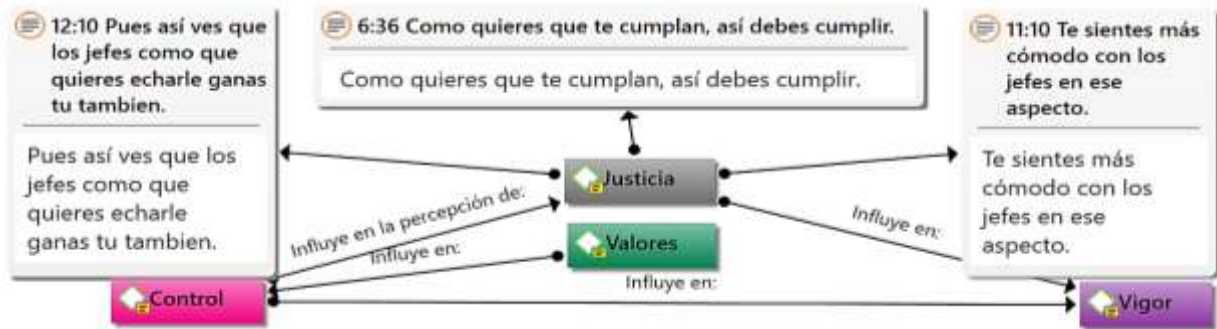 12:10 Pues así ves que
los jefes como que
quieres echarle ganas
tu tambien.
Pues así ves que los
jefes como que
quieres echarle
ganas tu tambien.
6:36 Como quieres que te cumplan, así debes cumplir.
Como quieres que te cumplan, así debes cumplir.
11:10 Te sientes más
cómodo con los
jefes en ese
aspecto.
Te sientes más
cómodo con los
jefes en ese
aspecto.
Justicia
Influye en la percepción de:
Influye en:
Valores
Influye en:
Influye en:
Control
Vigor